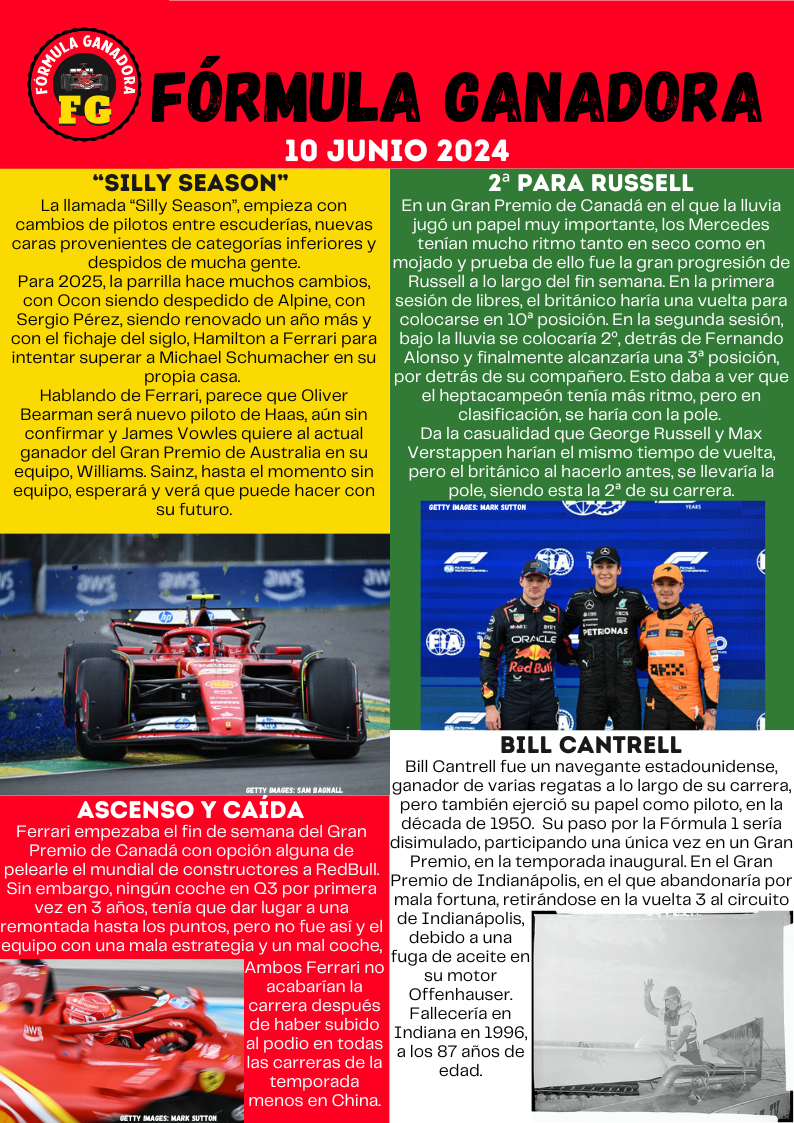 FÓRMULA GANADORA
FG
FÓRMULA GANADORA
10 JUNIO 2024
“SILLY SEASON”
La llamada “Silly Season”, empieza con
cambios de pilotos entre escuderías, nuevas
caras provenientes de categorías inferiores y
despidos de mucha gente.
Para 2025, la parrilla hace muchos cambios,
con Ocon siendo despedido de Alpine, con
Sergio Pérez, siendo renovado un año más y
con el fichaje del siglo, Hamilton a Ferrari para
intentar superar a Michael Schumacher en su
propia casa.
Hablando de Ferrari, parece que Oliver
Bearman será nuevo piloto de Haas, aún sin
confirmar y James Vowles quiere al actual
ganador del Gran Premio de Australia en su
equipo, Williams. Sainz, hasta el momento sin
equipo, esperará y verá que puede hacer con
su futuro.
aws
aws
aws
hp
55
GETTY IMAGES: SAM BAGNALL
ASCENSO Y CAÍDA
Ferrari empezaba el fin de semana del Gran
Premio de Canadá con opción alguna de
pelearle el mundial de constructores a RedBull.
Sin embargo, ningún coche en Q3 por primera
vez en 3 años, tenía que dar lugar a una
remontada hasta los puntos, pero no fue así y el
equipo con una mala estrategia y un mal coche,
Ambos Ferrari no
acabarían la
carrera después
de haber subido
al podio en todas
las carreras de la
temporada
menos en China.
aws
GETTY IMAGES: MARK SUTTON
2ª PARA RUSSELL
En un Gran Premio de Canadá en el que la lluvia
jugó un papel muy importante, los Mercedes
tenían mucho ritmo tanto en seco como en
mojado y prueba de ello fue la gran progresión de
Russell a lo largo del fin semana. En la primera
sesión de libres, el británico haría una vuelta para
colocarse en 10ª posición. En la segunda sesión,
bajo la lluvia se colocaría 2º, detrás de Fernando
Alonso y finalmente alcanzaría una 3ª posición,
por detrás de su compañero. Esto daba a ver que
el heptacampeón tenía más ritmo, pero en
clasificación, se haría con la pole.
Da la casualidad que George Russell y Max
Verstappen harían el mismo tiempo de vuelta,
pero el británico al hacerlo antes, se llevaría la
pole, siendo esta la 2ª de su carrera.
GETTY IMAGES: MARK SUTTON
YEARS
FIA
FIA
FIA
ORACLE
Red Bull
PETRONAS
BILL CANTRELL
Bill Cantrell fue un navegante estadounidense,
ganador de varias regatas a lo largo de su carrera,
pero también ejerció su papel como piloto, en la
década de 1950.  Su paso por la Fórmula 1 sería
disimulado, participando una única vez en un Gran
Premio, en la temporada inaugural. En el Gran
Premio de Indianápolis, en el que abandonaría por
mala fortuna, retirándose en la vuelta 3 al circuito
de Indianápolis,
debido a una
fuga de aceite en
su motor
Offenhauser.
Fallecería en
Indiana en 1996,
a los 87 años de
edad.